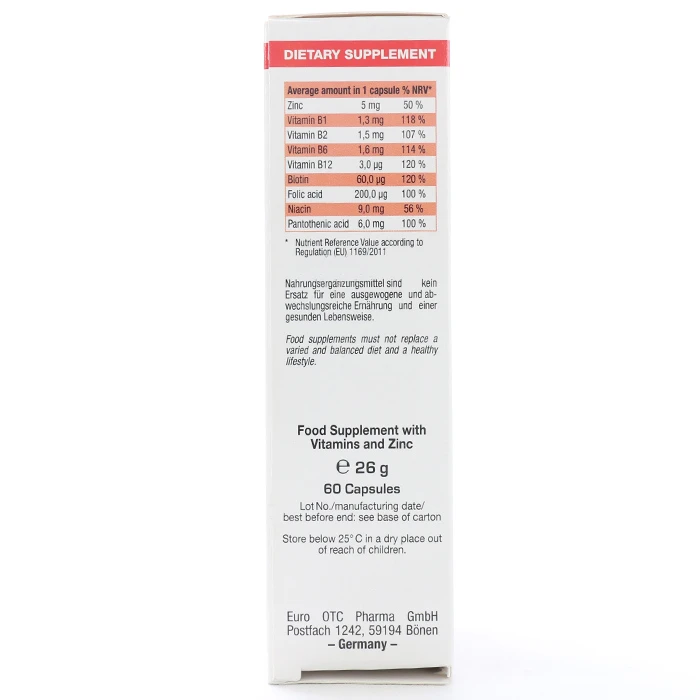 DIETARY SUPPLEMENT
Average amount in 1 capsule % NRV*
Zinc 5 mg 50 %
Vitamin B1 1,3 mg 118 %
Vitamin B2 1,5 mg 107 %
Vitamin B6 1,6 mg 114 %
Vitamin B12 3,0 µg 120 %
Biotin 60,0 µg 120 %
Folic acid 200,0 µg 100 %
Niacin 9,0 mg 56 %
Pantothenic acid 6,0 mg 100 %
* Nutrient Reference Value according to
Regulation (EU) 1169/2011
Nahrungsergänzungsmittel sind kein
Ersatz für eine ausgewogene und ab-
wechslungsreiche Ernährung und einer
gesunden Lebensweise.
Food supplements must not replace a
varied and balanced diet and a healthy
lifestyle.
Food Supplement with
Vitamins and Zinc
℮ 26 g
60 Capsules
Lot No./manufacturing date/
best before end: see base of carton
Store below 25° C in a dry place out
of reach of children.
Euro OTC Pharma GmbH
Postfach 1242, 59194 Bönen
– Germany –